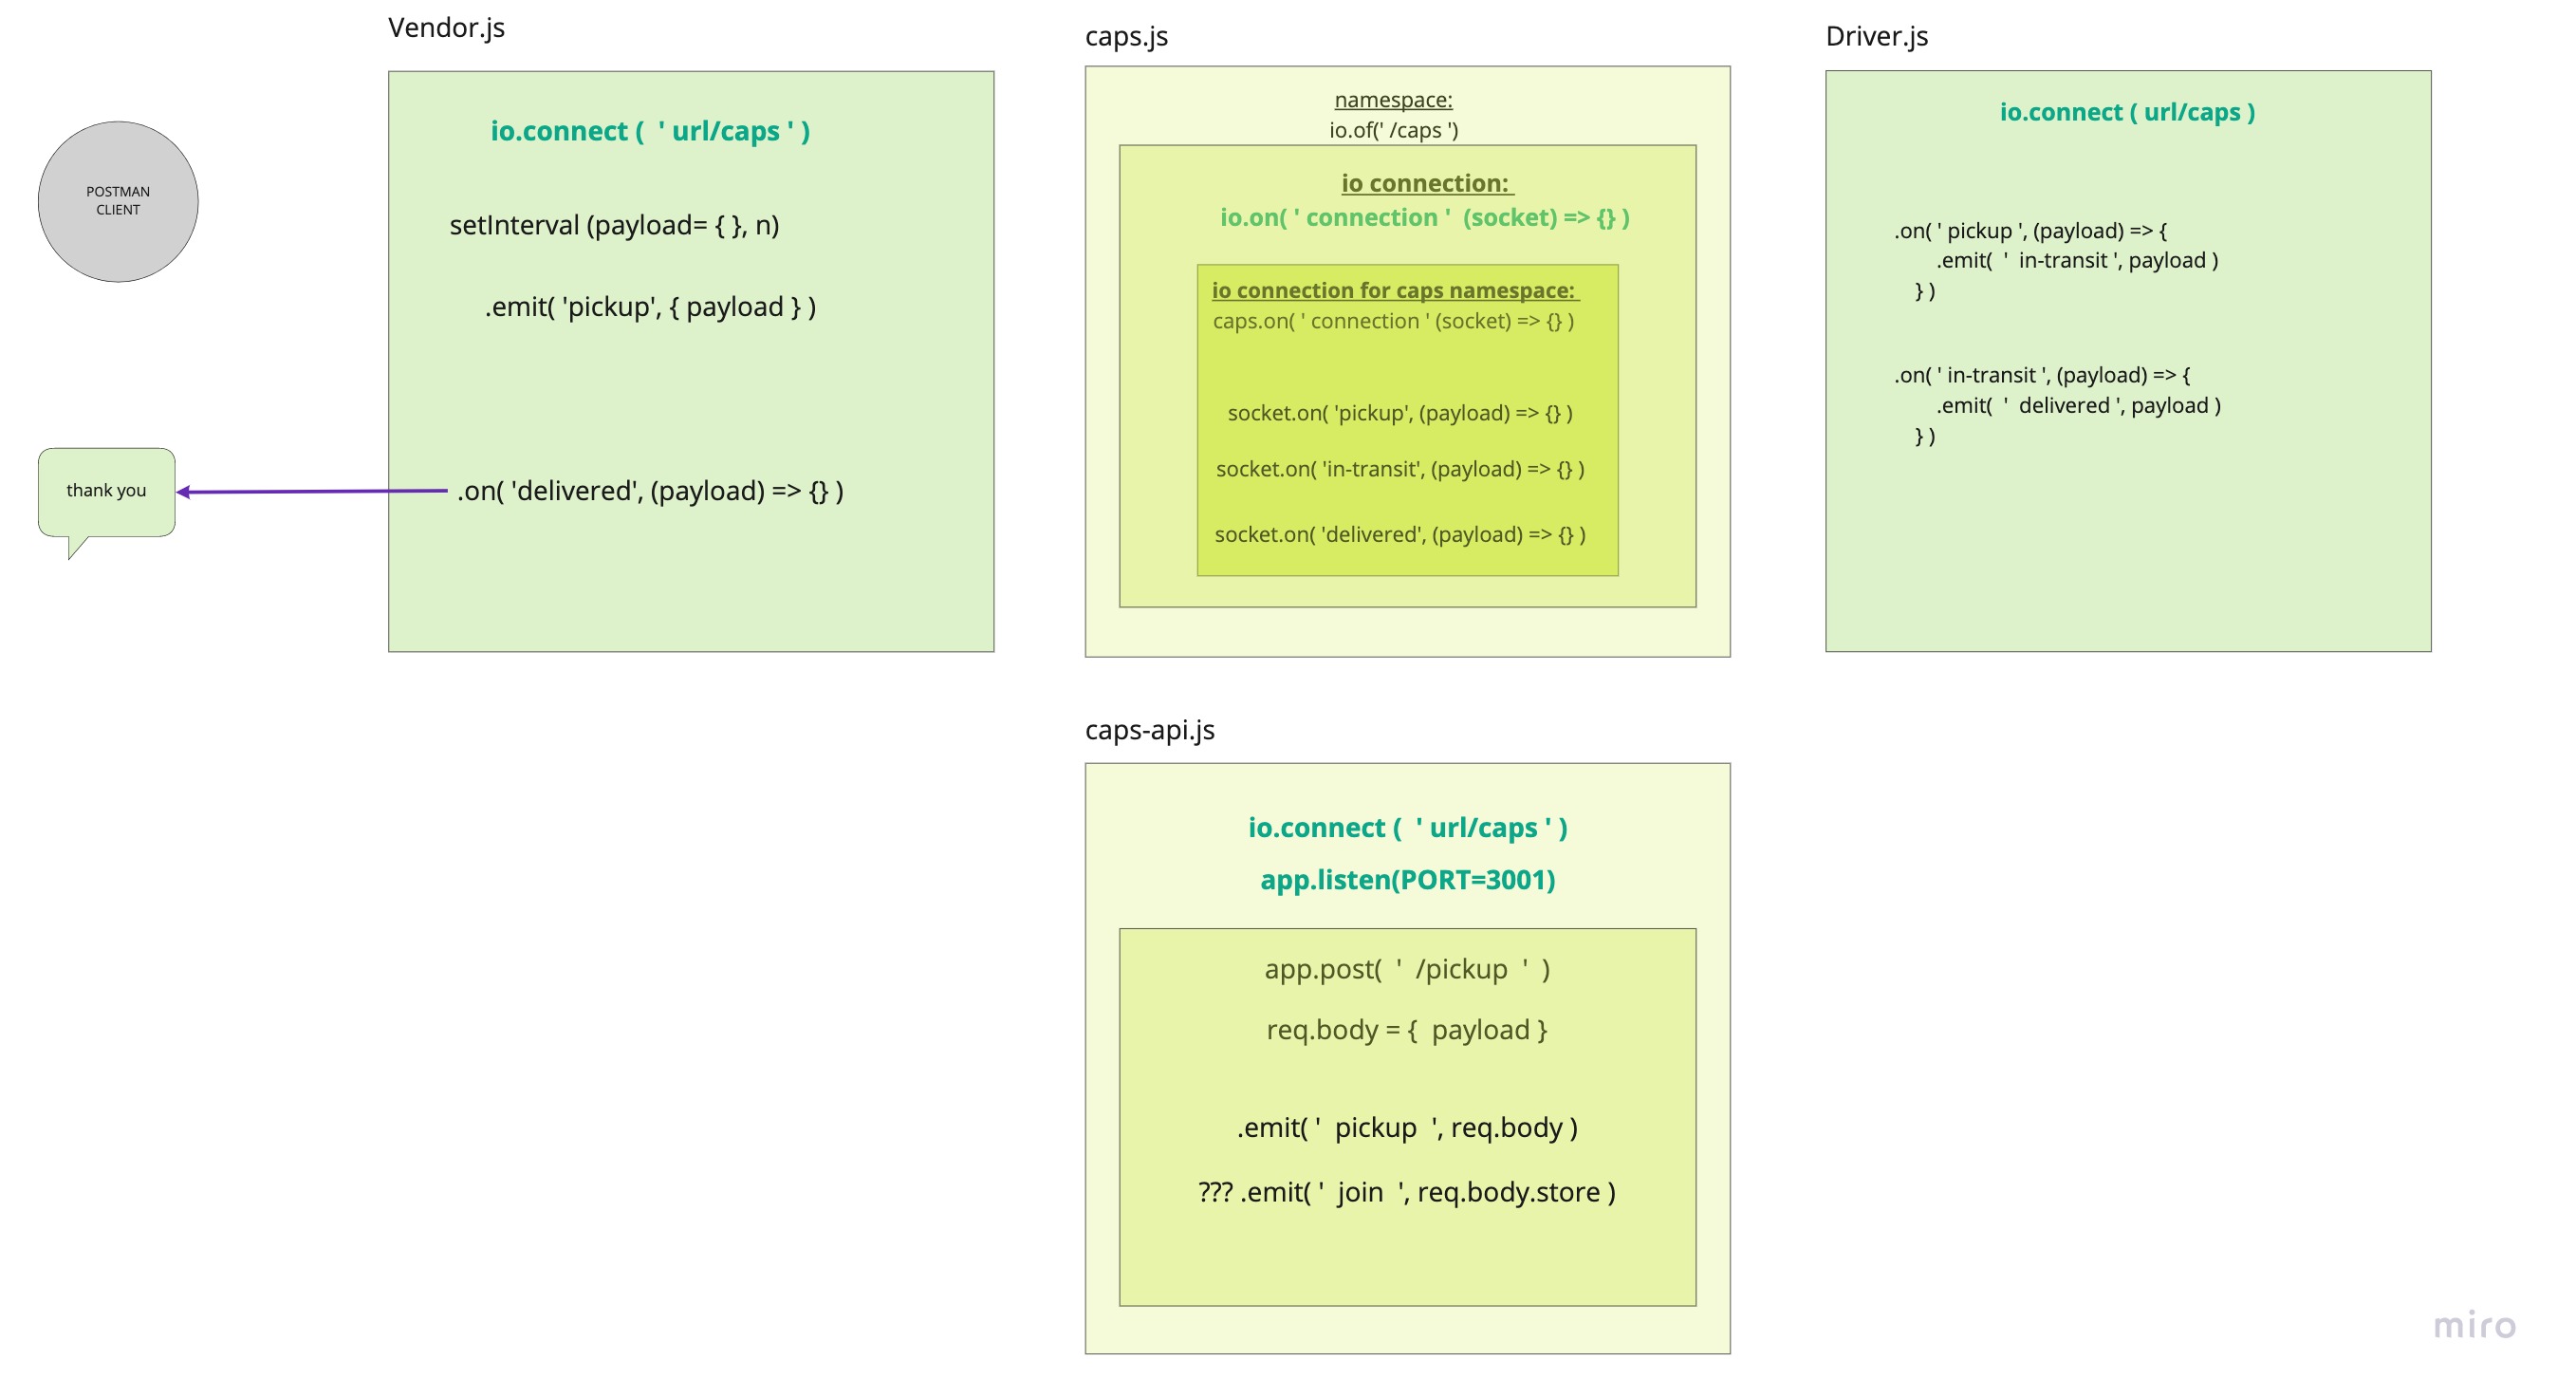 Vendor.js
POSTMAN
CLIENT
io.connect (  ' url/caps ' )
setInterval (payload= { }, n)
.emit( 'pickup', { payload } )
thank you
.on( 'delivered', (payload) => {} )
caps.js
namespace:
io.of(' /caps ')
io connection:
io.on( ' connection '  (socket) => {} )
io connection for caps namespace:
caps.on( ' connection ' (socket) => {} )
socket.on( 'pickup', (payload) => {} )
socket.on( 'in-transit', (payload) => {} )
socket.on( 'delivered', (payload) => {} )
Driver.js
io.connect ( url/caps )
.on( ' pickup ', (payload) => {
.emit(  '  in-transit ', payload )
} )
.on( ' in-transit ', (payload) => {
.emit(  '  delivered ', payload )
} )
caps-api.js
io.connect (  ' url/caps ' )
app.listen(PORT=3001)
app.post(  '  /pickup  '  )
req.body = {  payload }
.emit( '  pickup  ', req.body )
??? .emit( '  join  ', req.body.store )
miro